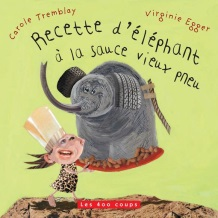 Carole Tremblay
Virginie Egger
Recette d'éléphant
à la sauce vieux pneu
Les 400 coups